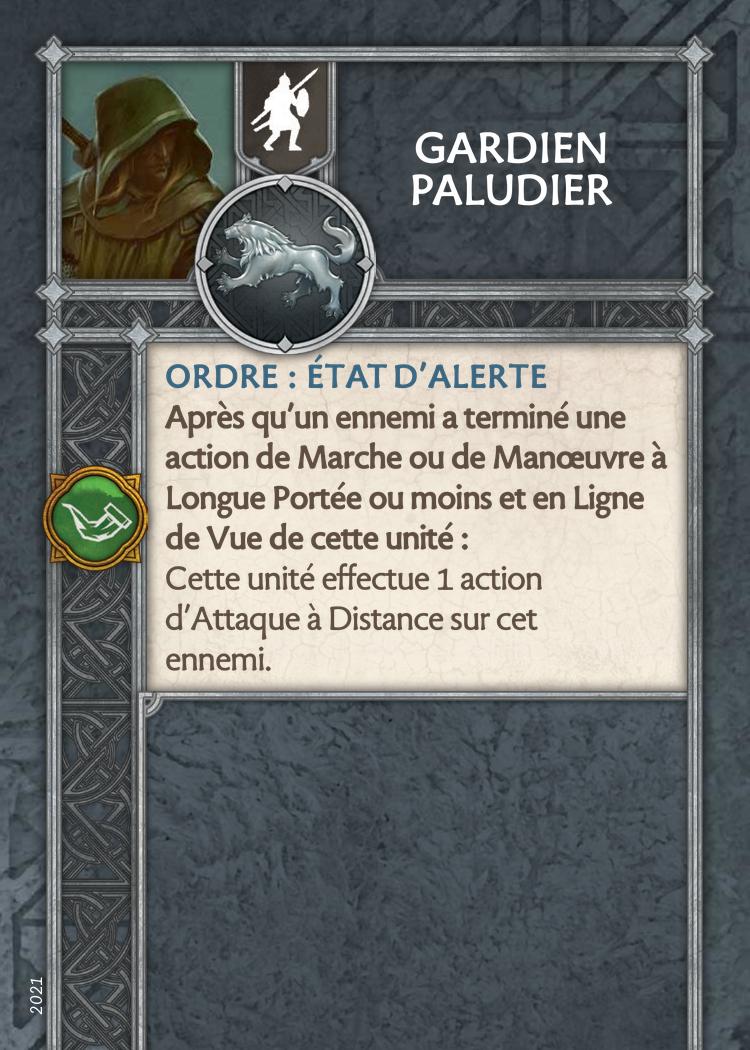 GARDIEN
PALUDIER
ORDRE : ÉTAT D'ALERTE
Après qu'un ennemi a terminé une
action de Marche ou de Manœuvre à
Longue Portée ou moins et en Ligne
de Vue de cette unité :
Cette unité effectue 1 action
d'Attaque à Distance sur cet
ennemi.
2021